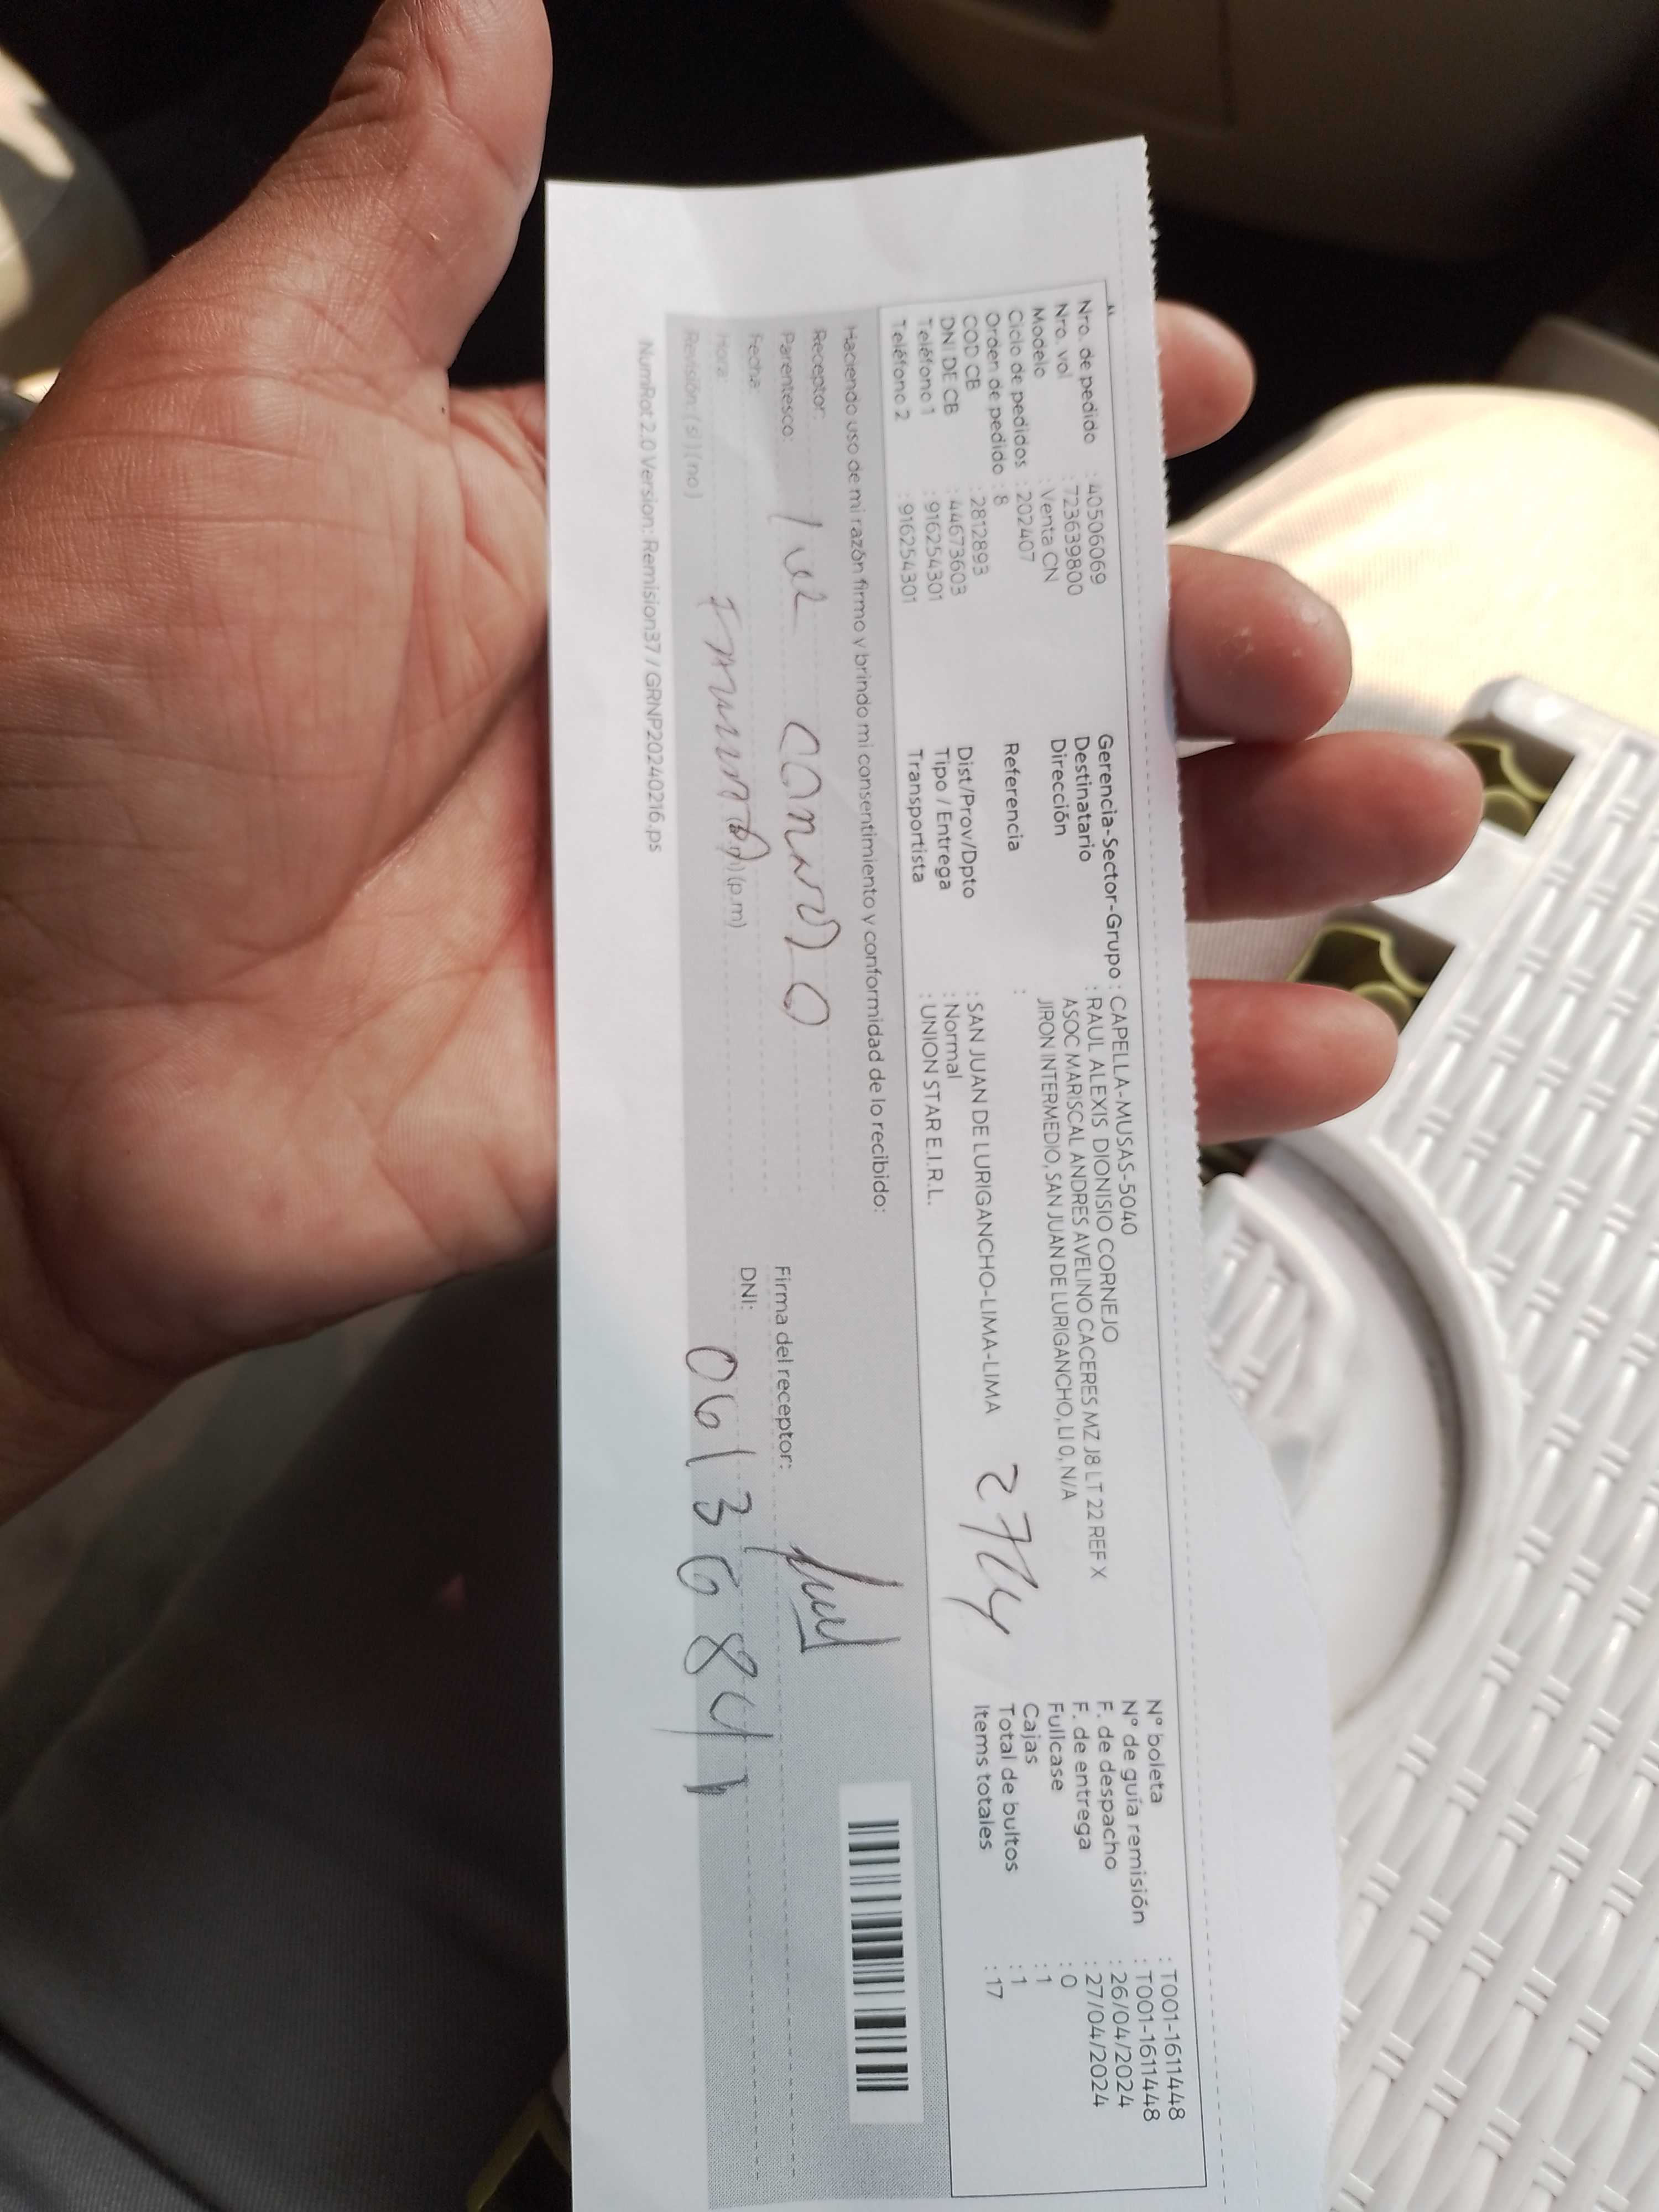 Nro. de pedido : 40506069
Nro. vol : 723639800
Modelo : Venta CN
Ciclo de pedidos : 202407
Orden de pedido : 8
COD CB : 2812893
DNI DE CB : 44673603
Teléfono 1 : 916254301
Teléfono 2 : 916254301
Gerencia-Sector-Grupo : CAPELLA-MUSAS-5040
Destinatario : RAUL ALEXIS DIONISIO CORNEJO
Dirección ASOC MARISCAL ANDRES AVELINO CACERES MZ J8 LT 22 REF X
JIRON INTERMEDIO, SAN JUAN DE LURIGANCHO, LI 0, N/A
Referencia :
Dist/Prov/Dpto : SAN JUAN DE LURIGANCHO-LIMA-LIMA
Tipo / Entrega : Normal
Transportista : UNION STAR E.I.R.L.
N° boleta : T001-1611448
N° de guía remisión : T001-1611448
F. de despacho : 26/04/2024
F. de entrega : 27/04/2024
Fullcase : 0
Cajas : 1
Total de bultos : 1
Items totales : 17
Haciendo uso de mi razón firmo y brindo mi consentimiento y conformidad de lo recibido:
Receptor:
Parentesco:
Fecha:
Hora: (p.m)
Revisión: (si) (no)
Firma del receptor:
DNI: 06136841
NumRot 2.0 Version: Remision37 / GRNP20240216.ps